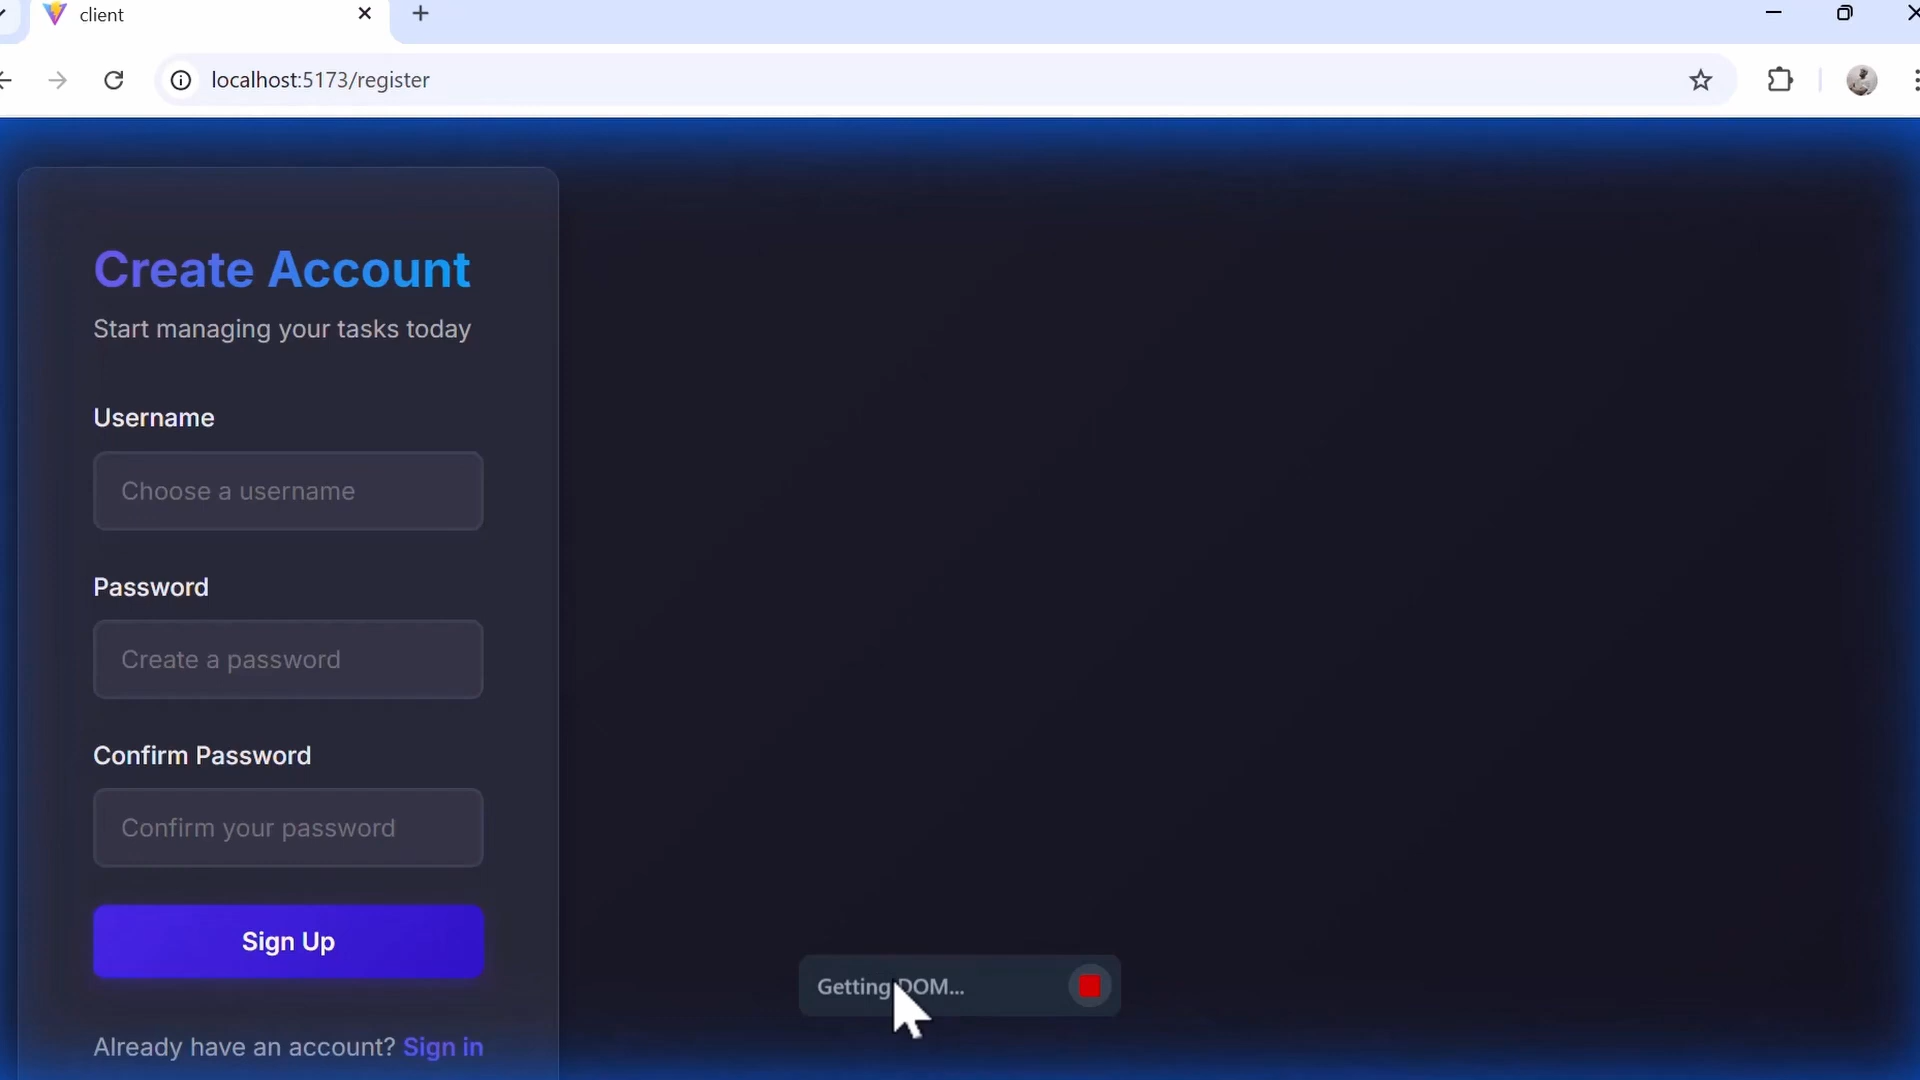 client
localhost:5173/register
Create Account
Start managing your tasks today
Username
Choose a username
Password
Create a password
Confirm Password
Confirm your password
Sign Up
Getting DOM...
Already have an account? Sign in